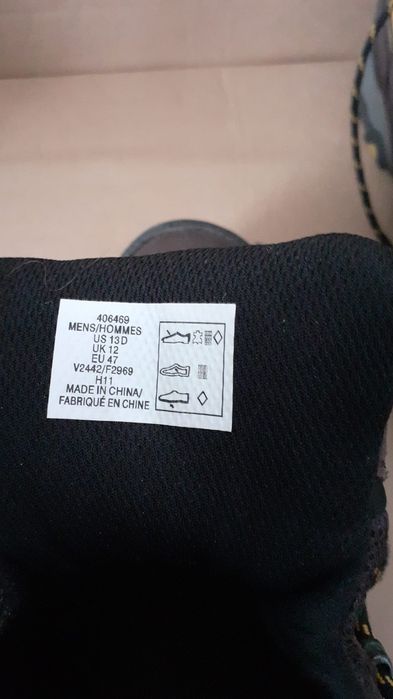 406469
MENS/HOMMES
US 13D
UK 12
EU 47
V2442/F2969
H11
MADE IN CHINA/
FABRIQUÉ EN CHINE